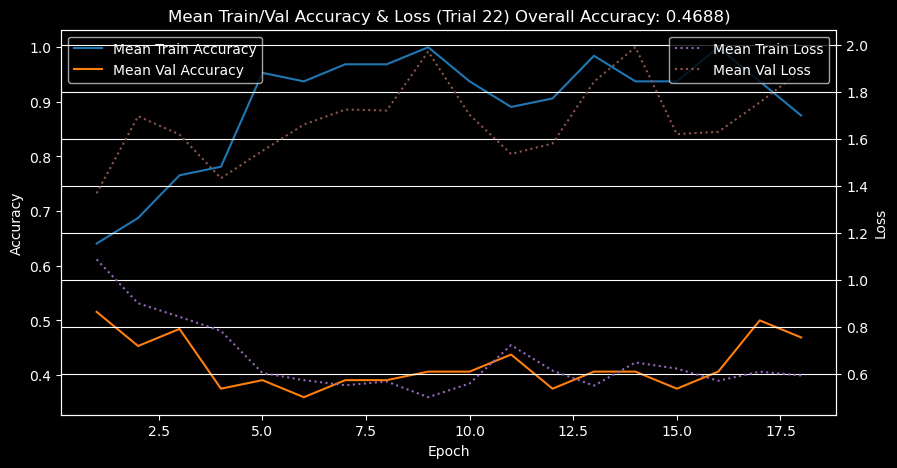 Mean Train/Val Accuracy & Loss (Trial 22) Overall Accuracy: 0.4688)
Mean Train Accuracy
Mean Val Accuracy
Mean Train Loss
Mean Val Loss
1.0
0.9
0.8
0.7
0.6
0.5
0.4
Accuracy
2.0
1.8
1.6
1.4
1.2
1.0
0.8
0.6
Loss
2.5
5.0
7.5
10.0
12.5
15.0
17.5
Epoch